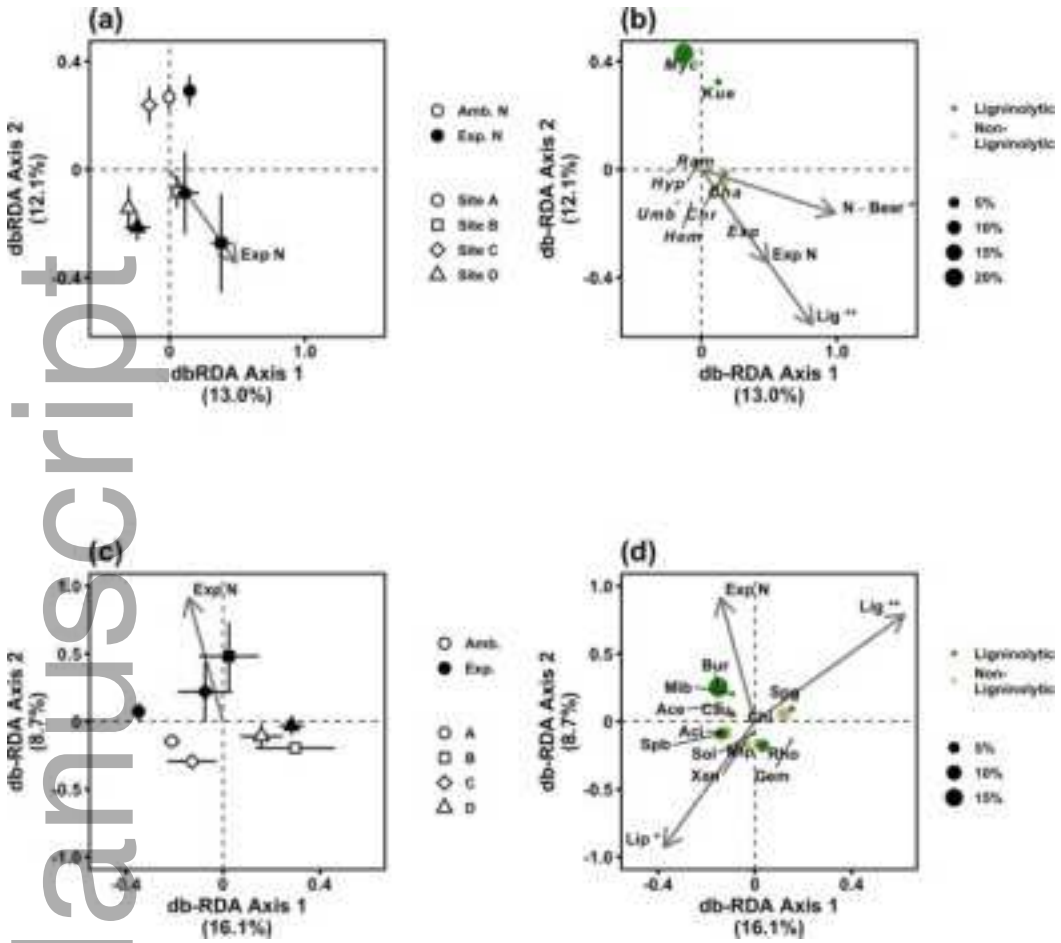 (a)
0.4
0
-0.4
dbRDA Axis 2
(12.1%)
Exp N
0
1.0
dbRDA Axis 1
(13.0%)
Amb. N
Exp. N
Site A
Site B
Site C
Site D
(b)
0.4
0
-0.4
db-RDA Axis 2
(12.1%)
Myc
Kue
Ram
Hyp
Umb
Chr
Hem
Exp
N - Bear *
Exp N
Lig **
0
1.0
db-RDA Axis 1
(13.0%)
Ligninolytic
Non-
Ligninolytic
5%
10%
15%
20%
(c)
1.0
0.5
0
-0.5
-1.0
db-RDA Axis 2
(8.7%)
Exp N
-0.4
0
0.4
db-RDA Axis 1
(16.1%)
Amb.
Exp.
A
B
C
D
(d)
1.0
0.5
0
-0.5
-1.0
db-RDA Axis 2
(8.7%)
Exp N
Lig **
Bur
Mib
Spa
Ace
Aci
Spb
Sol
Rho
Xan
Gem
Lip *
-0.4
0
0.4
db-RDA Axis 1
(16.1%)
Ligninolytic
Non-
Ligninolytic
5%
10%
15%
anuscript